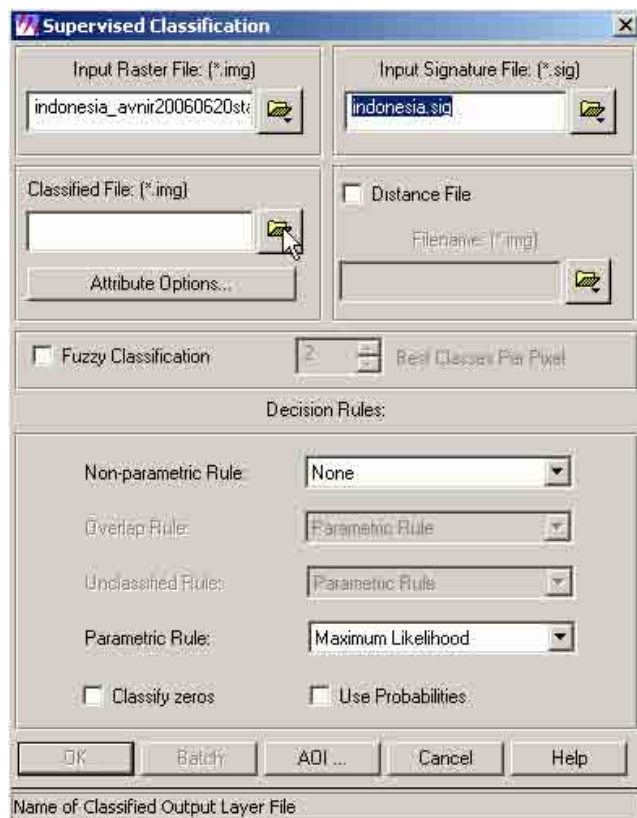 Supervised Classification
Input Raster File: (*.img)
Input Signature File: (*.sig)
indonesia_avnir20060620sta
indonesia.sig
Classified File: (*.img)
Distance File
Filename: (*.img)
Attribute Options...
Fuzzy Classification
2
Best Classes Per Pixel
Decision Rules:
Non-parametric Rule:
None
Overlap Rule:
Parametric Rule
Unclassified Rule:
Parametric Rule
Parametric Rule:
Maximum Likelihood
Classify zeros
Use Probabilities
OK
Batch
AOI ...
Cancel
Help
Name of Classified Output Layer File